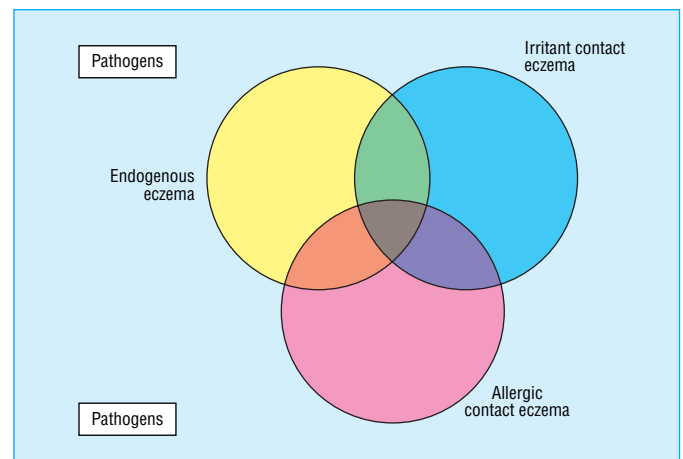 Pathogens
Irritant contact
eczema
Endogenous
eczema
Allergic
contact eczema
Pathogens